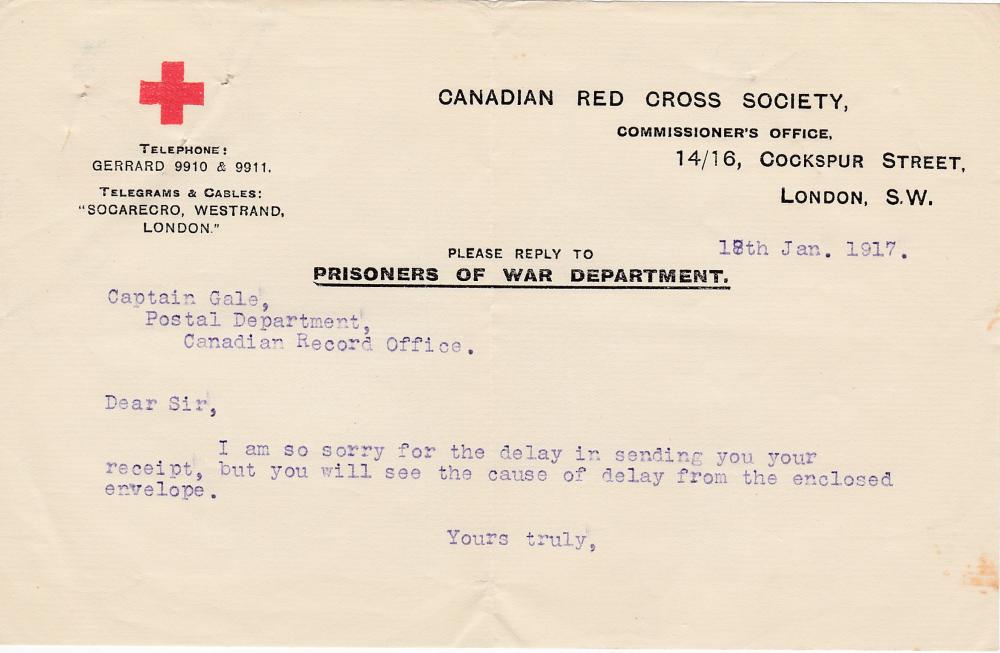 CANADIAN RED CROSS SOCIETY,
COMMISSIONER'S OFFICE,
14/16, COCKSPUR STREET,
LONDON, S.W.
TELEPHONE:
GERRARD 9910 & 9911.
TELEGRAMS & CABLES:
"SOCARECRO, WESTRAND,
LONDON."
18th Jan. 1917.
PLEASE REPLY TO
PRISONERS OF WAR DEPARTMENT.
Captain Gale,
Postal Department,
Canadian Record Office.
Dear Sir,
I am so sorry for the delay in sending you your
receipt, but you will see the cause of delay from the enclosed
envelope.
Yours truly,